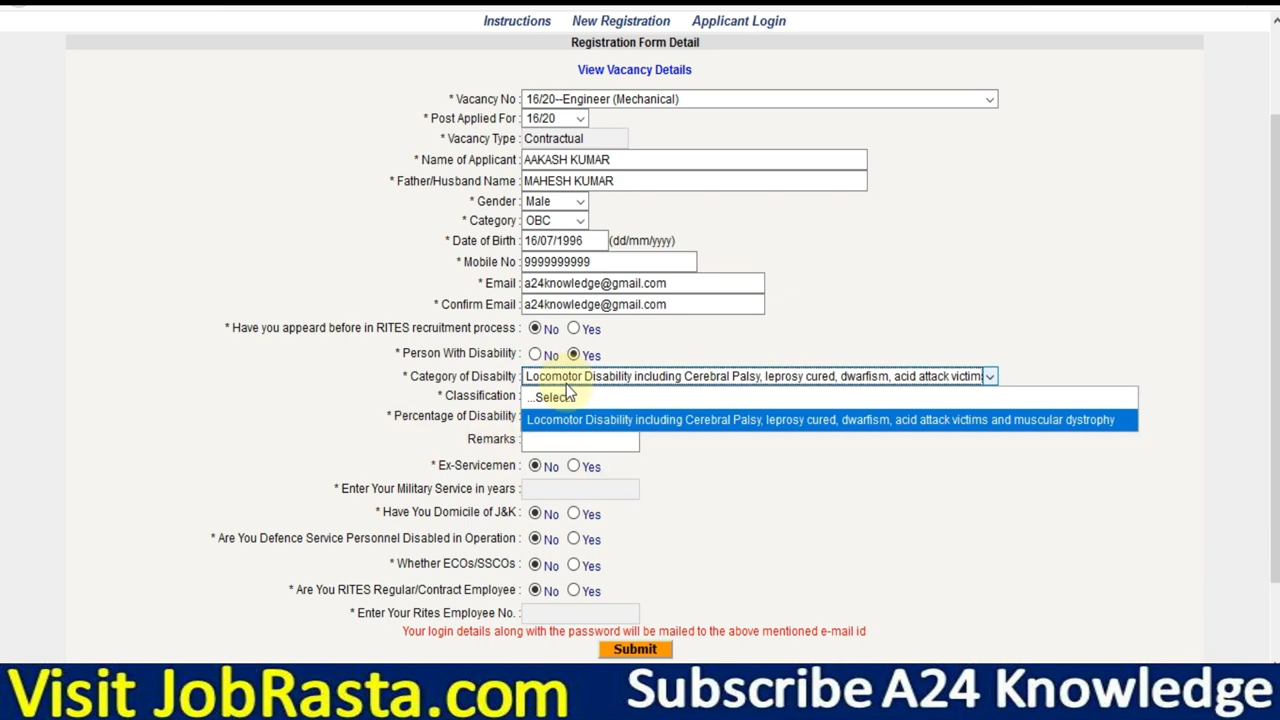 Instructions New Registration Applicant Login
Registration Form Detail
View Vacancy Details
* Vacancy No : 16/20--Engineer (Mechanical)
* Post Applied For : 16/20
* Vacancy Type : Contractual
* Name of Applicant : AAKASH KUMAR
* Father/Husband Name : MAHESH KUMAR
* Gender : Male
* Category : OBC
* Date of Birth : 16/07/1996 (dd/mm/yyyy)
* Mobile No : 9999999999
* Email : a24knowledge@gmail.com
* Confirm Email : a24knowledge@gmail.com
* Have you appeard before in RITES recruitment process : No Yes
* Person With Disability : No Yes
* Category of Disabilty : Locomotor Disability including Cerebral Palsy, leprosy cured, dwarfism, acid attack victims
* Classification : ...Select
* Percentage of Disability Locomotor Disability including Cerebral Palsy, leprosy cured, dwarfism, acid attack victims and muscular dystrophy
Remarks :
* Ex-Servicemen : No Yes
* Enter Your Military Service in years :
* Have You Domicile of J&K : No Yes
* Are You Defence Service Personnel Disabled in Operation : No Yes
* Whether ECOs/SSCOs : No Yes
* Are You RITES Regular/Contract Employee : No Yes
* Enter Your Rites Employee No. :
Your login details along with the password will be mailed to the above mentioned e-mail id
Submit
Visit JobRasta.com Subscribe A24 Knowledge